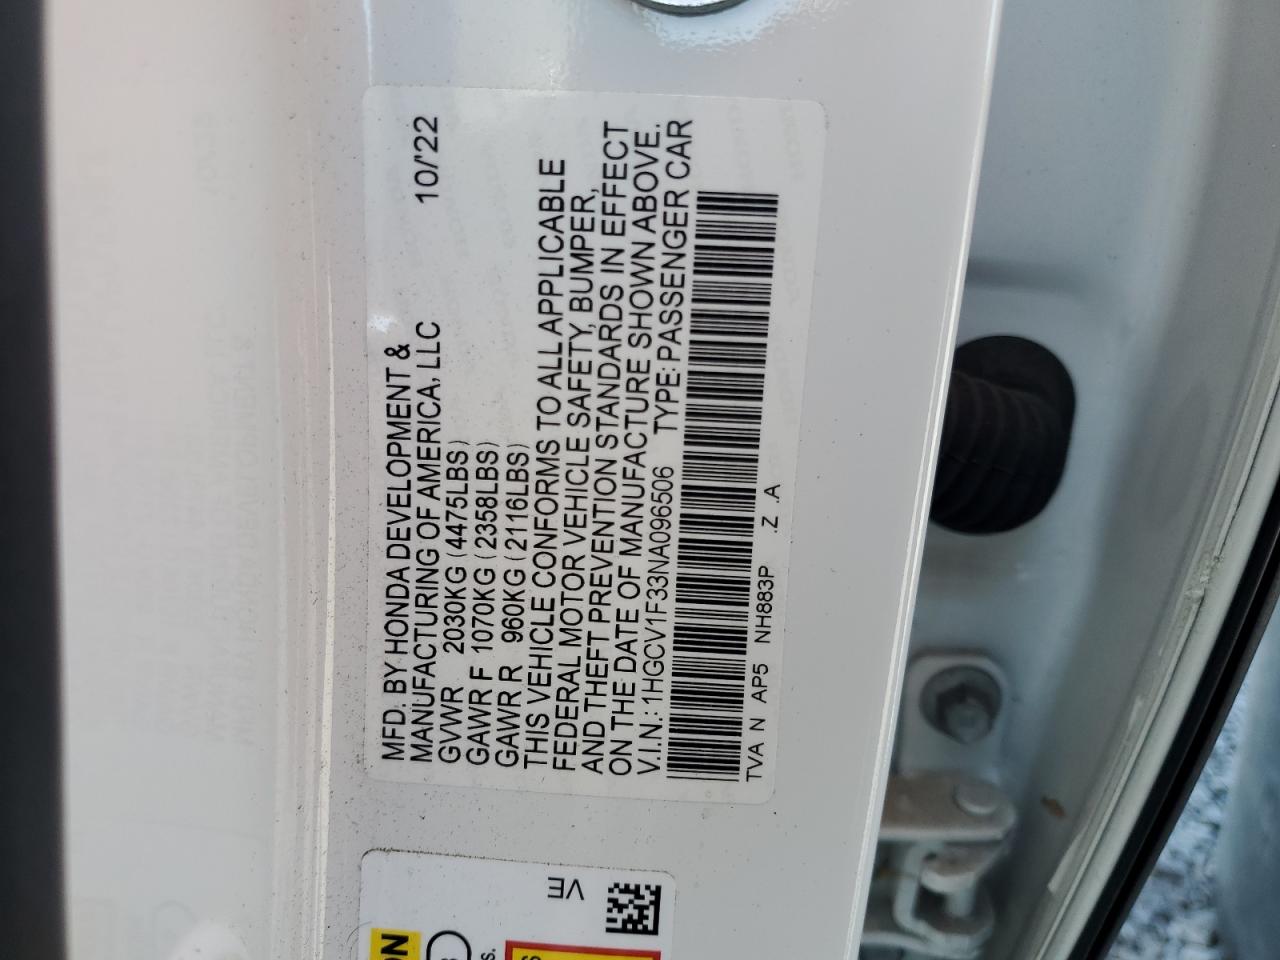 MFD. BY HONDA DEVELOPMENT &
MANUFACTURING OF AMERICA, LLC 10/'22
GVWR 2030KG (4475LBS)
GAWR F 1070KG (2358LBS)
GAWR R 960KG (2116LBS)
THIS VEHICLE CONFORMS TO ALL APPLICABLE
FEDERAL MOTOR VEHICLE SAFETY, BUMPER,
AND THEFT PREVENTION STANDARDS IN EFFECT
ON THE DATE OF MANUFACTURE SHOWN ABOVE.
V.I.N.: 1HGCV1F33NA096506 TYPE: PASSENGER CAR
TVA N AP5 NH883P .Z .A
VE